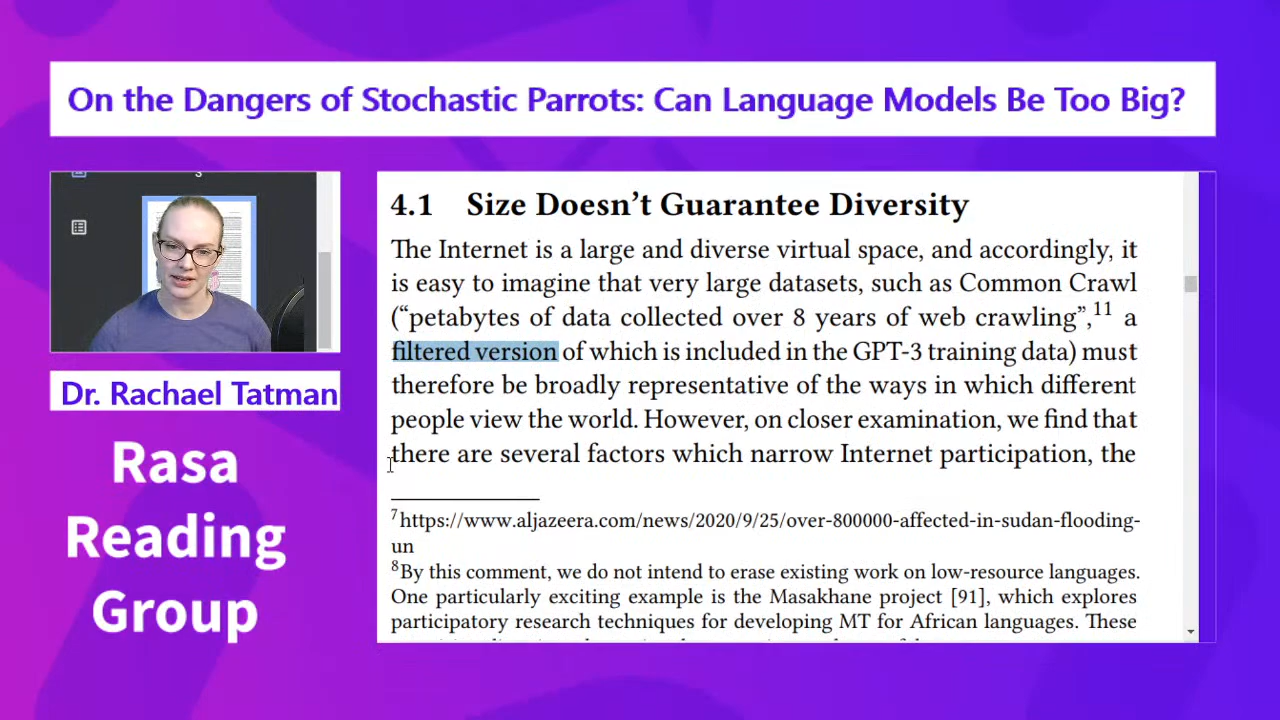 On the Dangers of Stochastic Parrots: Can Language Models Be Too Big?
Dr. Rachael Tatman
Rasa
Reading
Group
4.1 Size Doesn't Guarantee Diversity
The Internet is a large and diverse virtual space, and accordingly, it
is easy to imagine that very large datasets, such as Common Crawl
(“petabytes of data collected over 8 years of web crawling”,11 a
filtered version of which is included in the GPT-3 training data) must
therefore be broadly representative of the ways in which different
people view the world. However, on closer examination, we find that
there are several factors which narrow Internet participation, the
7https://www.aljazeera.com/news/2020/9/25/over-800000-affected-in-sudan-flooding-
un
8By this comment, we do not intend to erase existing work on low-resource languages.
One particularly exciting example is the Masakhane project [91], which explores
participatory research techniques for developing MT for African languages. These